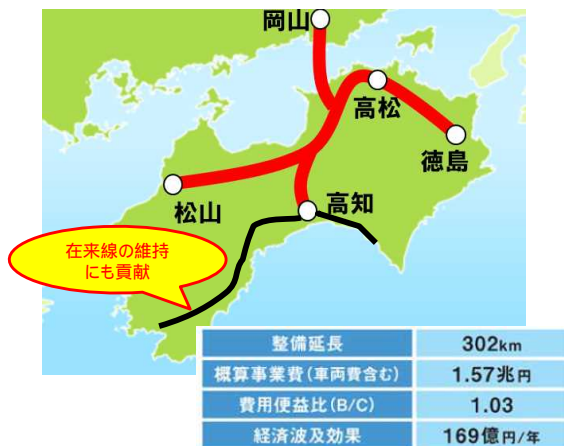 岡山
高松
徳島
松山
高知
在来線の維持
にも貢献
整備延長 302km
概算事業費(車両費含む) 1.57兆円
費用便益比(B/C) 1.03
経済波及効果 169億円/年